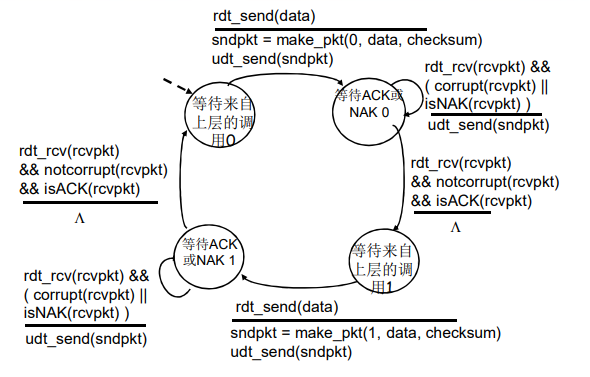 rdt_send(data)
sndpkt = make_pkt(0, data, checksum)
udt_send(sndpkt)
等待来自
上层的调
用0
等待ACK或
NAK 0
rdt_rcv(rcvpkt) &&
( corrupt(rcvpkt) ||
isNAK(rcvpkt) )
udt_send(sndpkt)
rdt_rcv(rcvpkt)
&& notcorrupt(rcvpkt)
&& isACK(rcvpkt)
Λ
rdt_rcv(rcvpkt)
&& notcorrupt(rcvpkt)
&& isACK(rcvpkt)
Λ
等待ACK
或NAK 1
等待来自
上层的调
用1
rdt_rcv(rcvpkt) &&
( corrupt(rcvpkt) ||
isNAK(rcvpkt) )
udt_send(sndpkt)
rdt_send(data)
sndpkt = make_pkt(1, data, checksum)
udt_send(sndpkt)